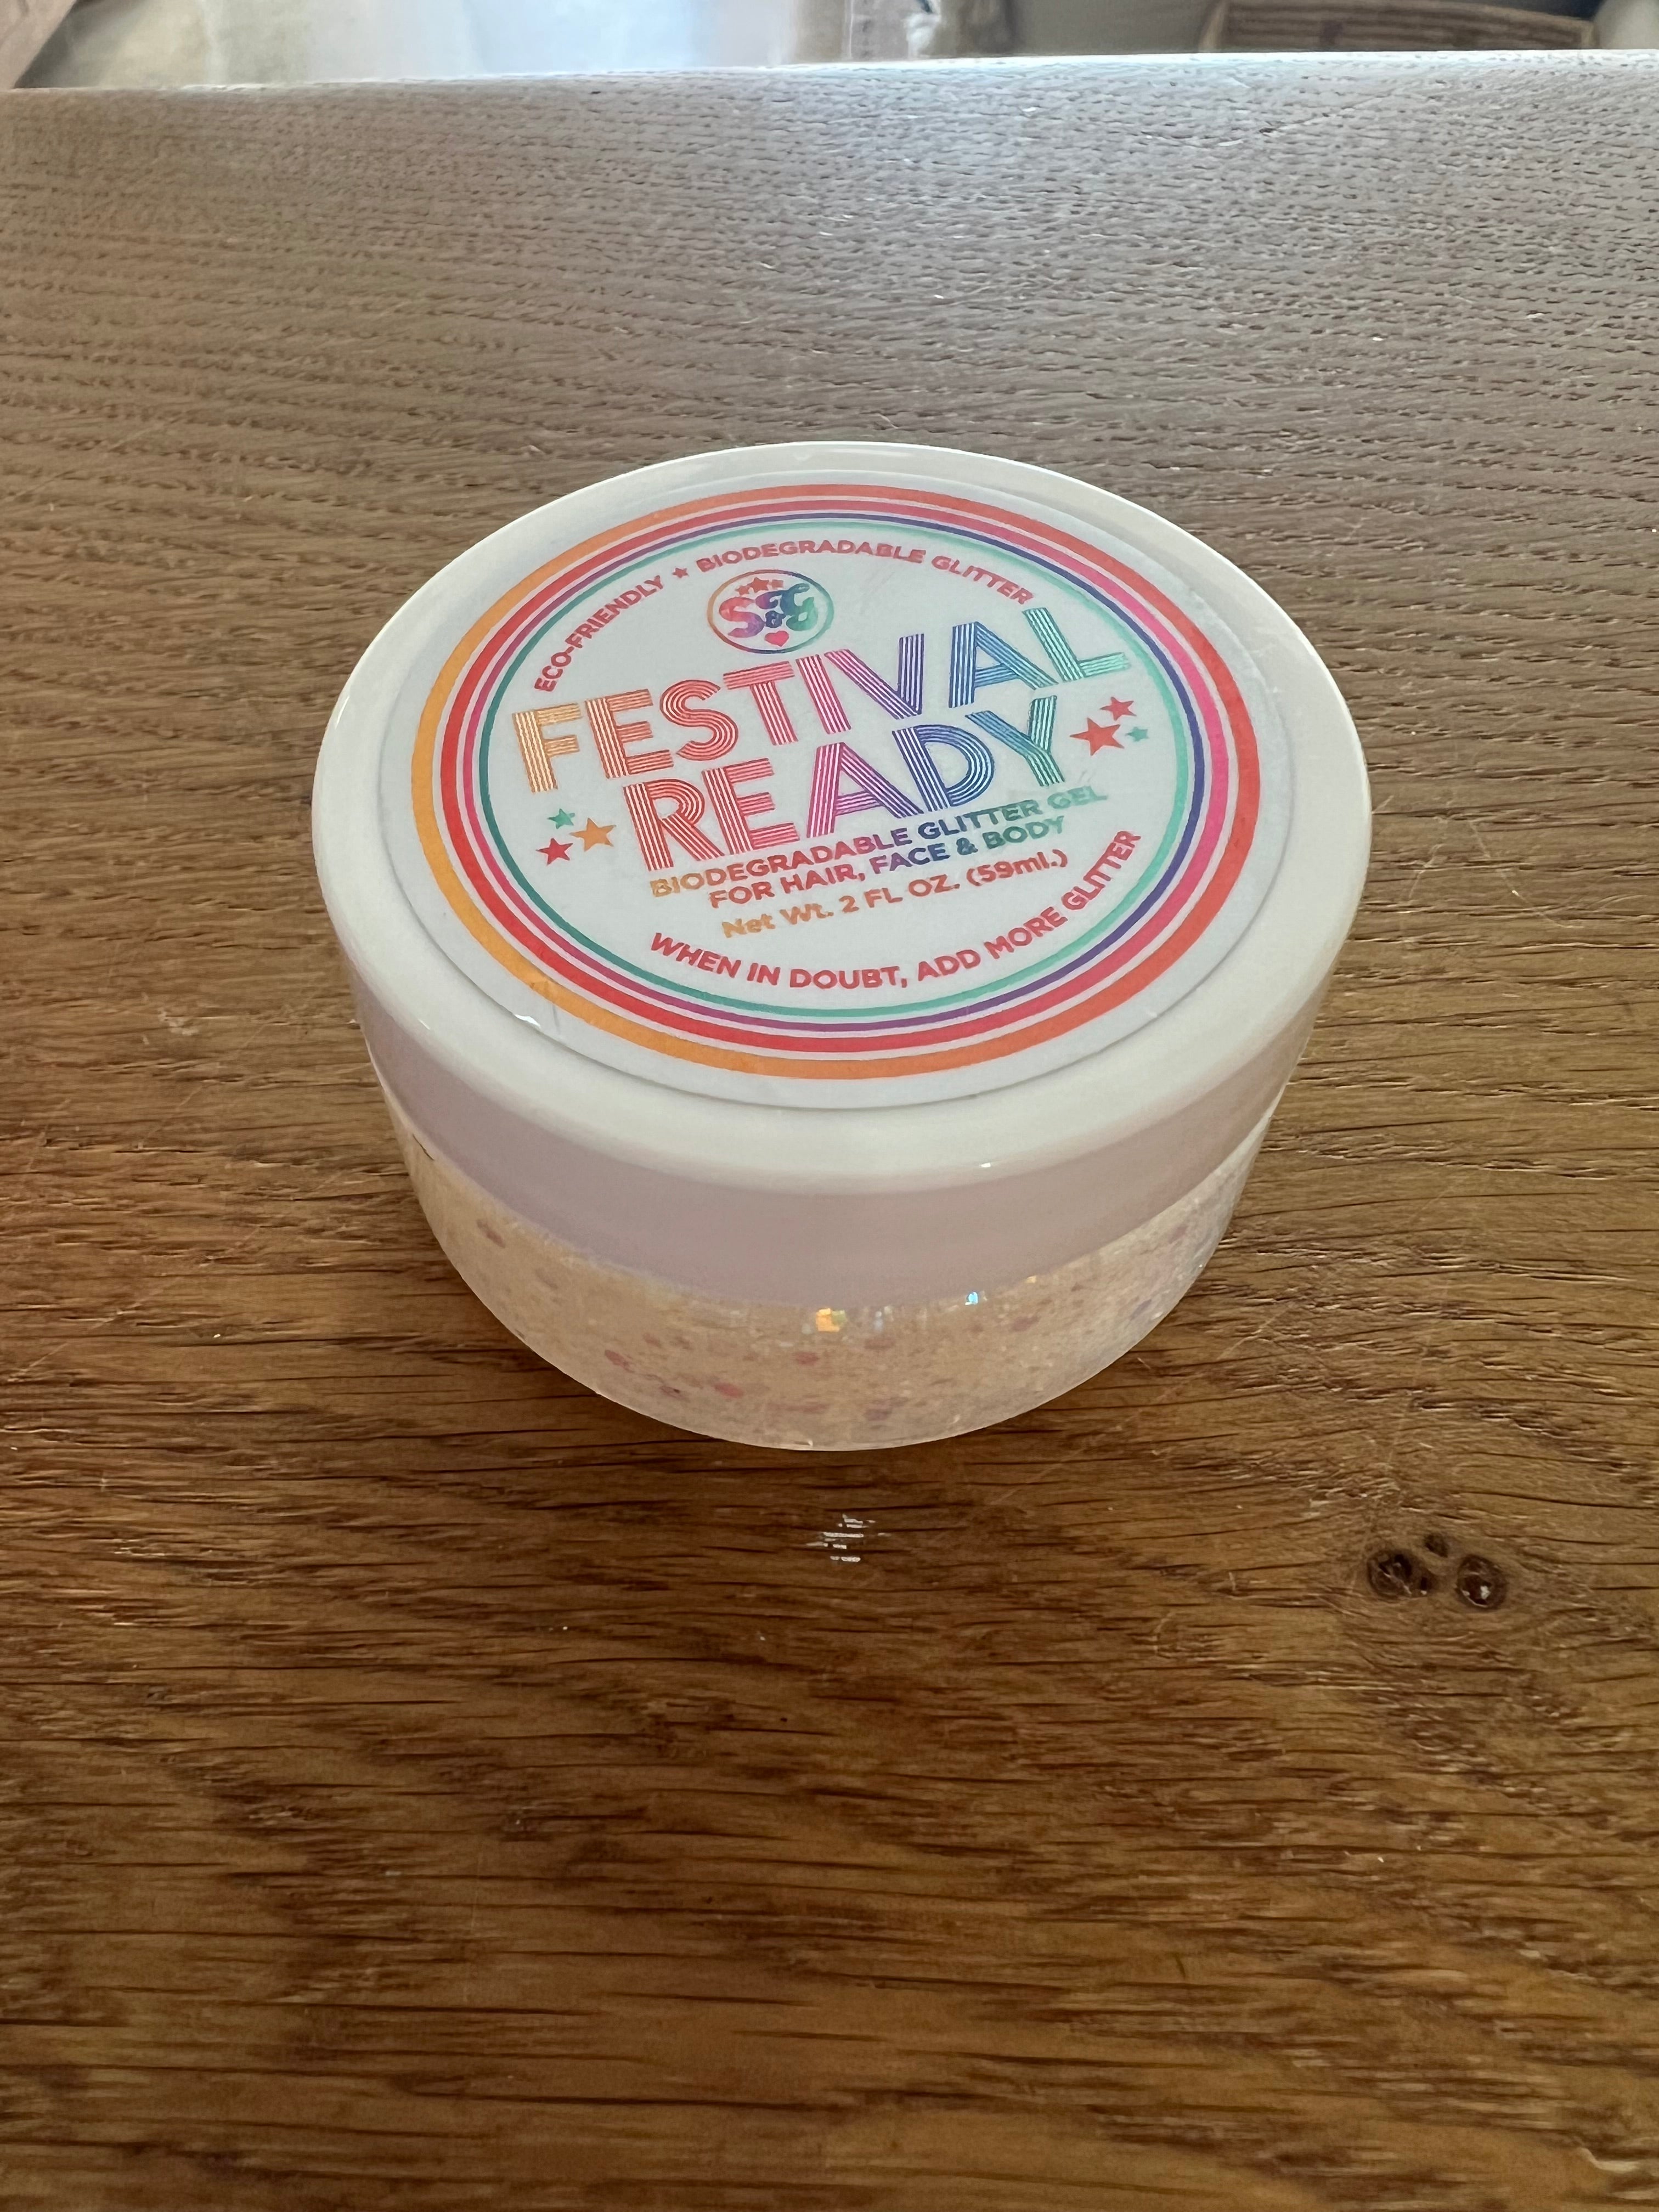 ECO-FRIENDLY ★ BIODEGRADABLE GLITTER
S&G
FESTIVAL
READY
BIODEGRADABLE GLITTER GEL
FOR HAIR, FACE & BODY
Net Wt. 2 FL OZ. (59ml.)
WHEN IN DOUBT, ADD MORE GLITTER